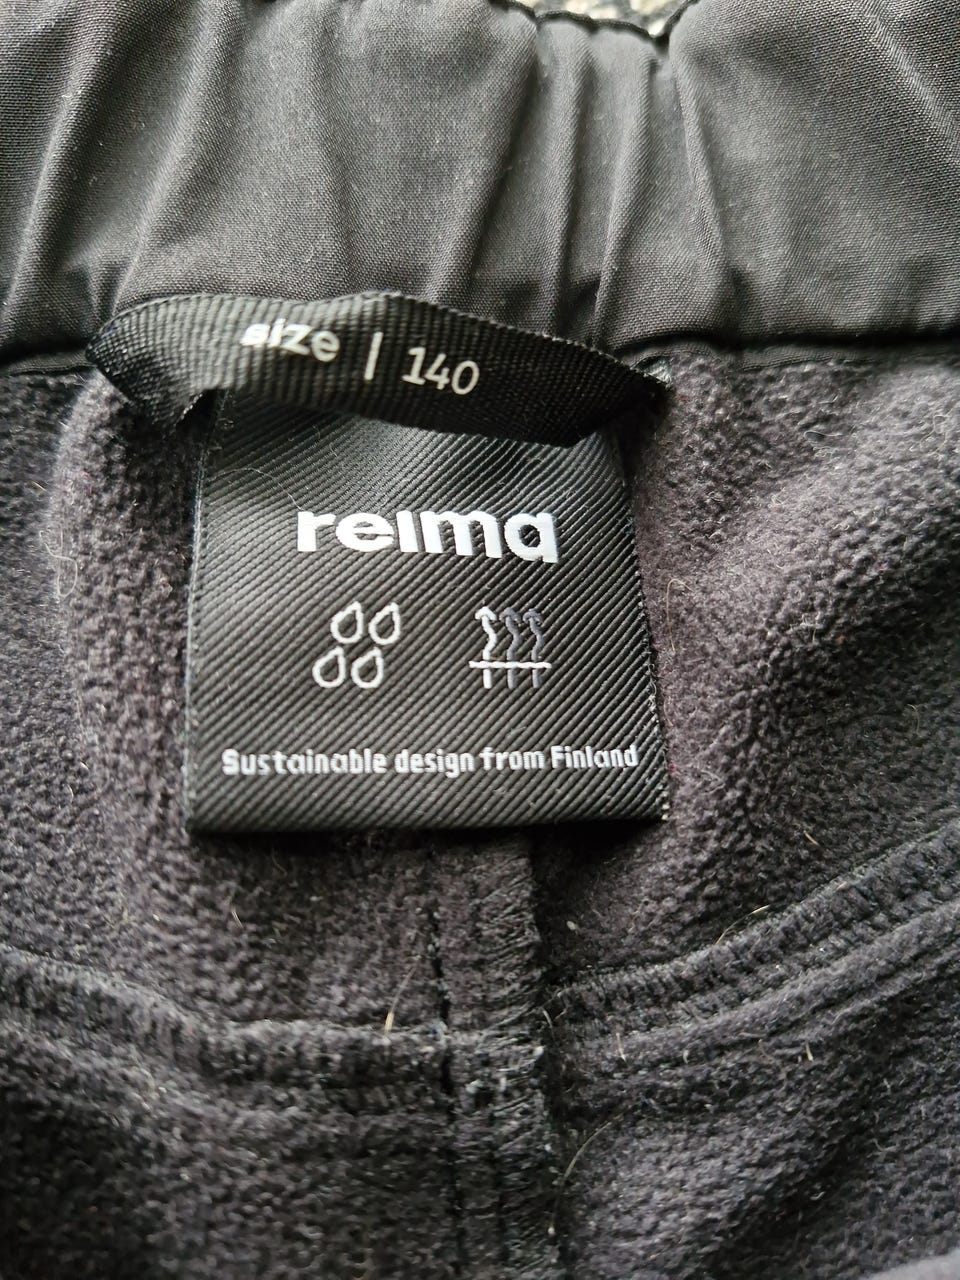 size | 140
reima
Sustainable design from Finland